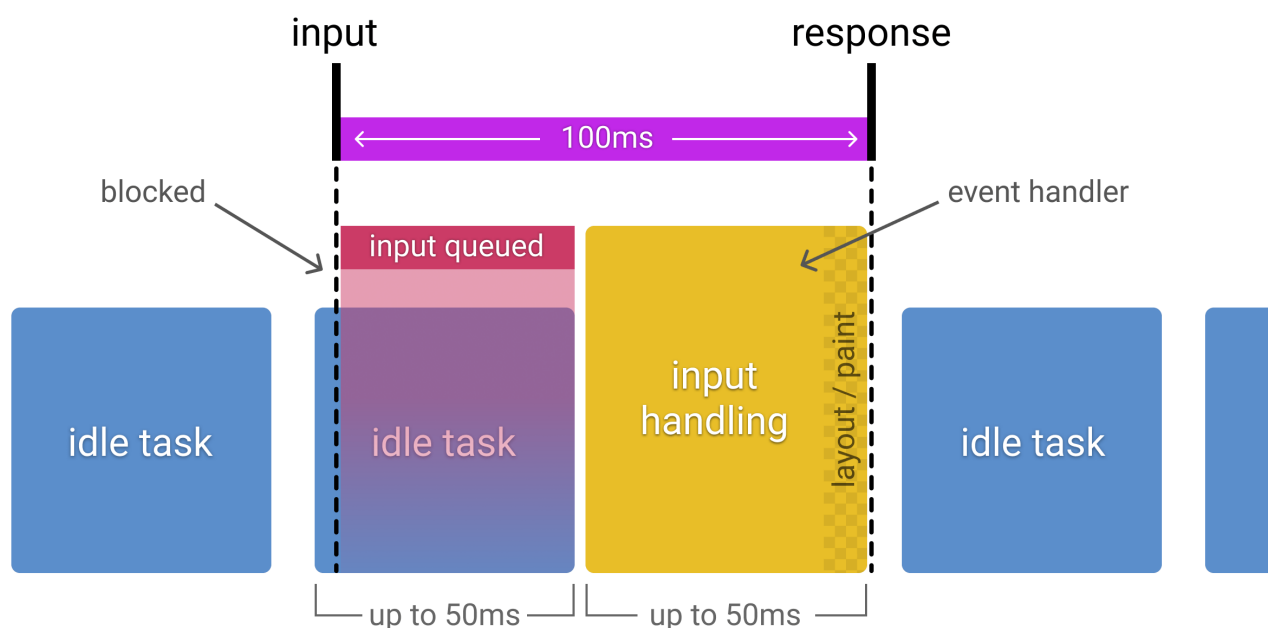 input
response
100ms
blocked
event handler
input queued
idle task
idle task
input
handling
layout / paint
idle task
up to 50ms
up to 50ms